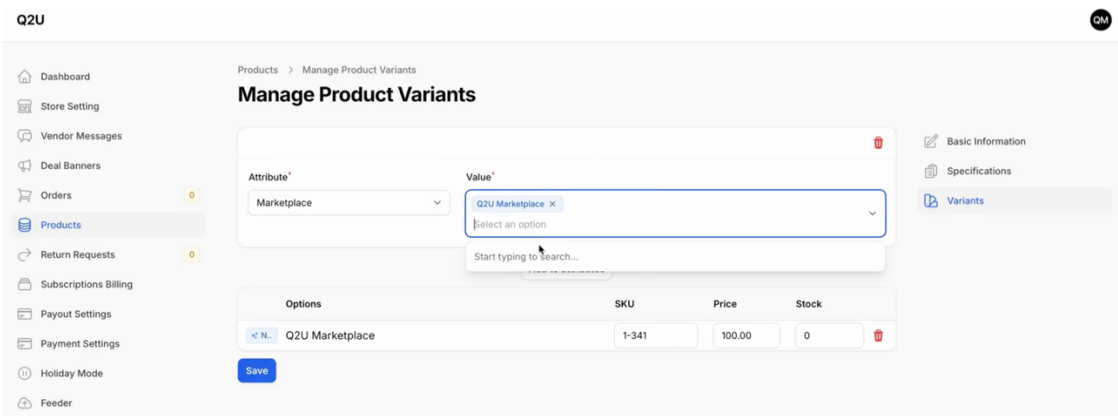 Q2U
QM
Dashboard
Store Setting
Vendor Messages
Deal Banners
Orders 0
Products
Return Requests 0
Subscriptions Billing
Payout Settings
Payment Settings
Holiday Mode
Feeder
Products > Manage Product Variants
Manage Product Variants
Attribute* Value*
Marketplace
Q2U Marketplace ×
Select an option
Start typing to search...
Options SKU Price Stock
N.. Q2U Marketplace 1-341 100.00 0
Save
Basic Information
Specifications
Variants